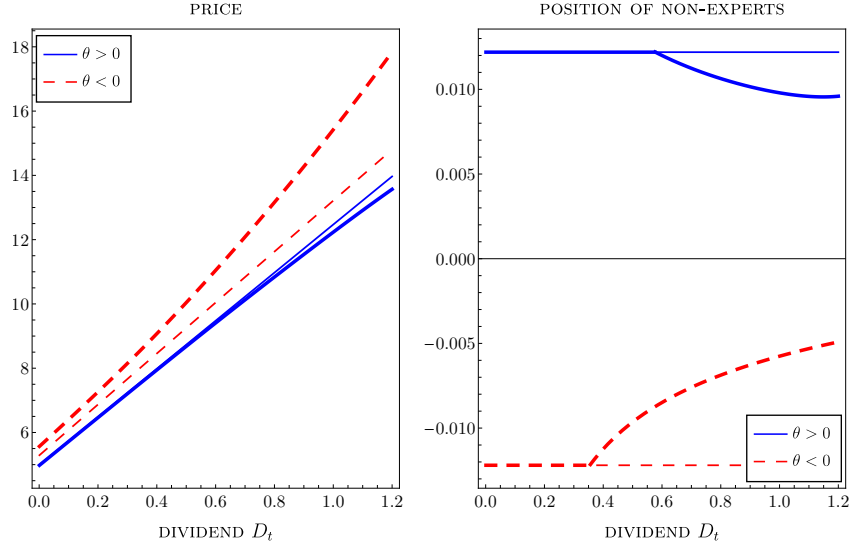 PRICE
18
16
14
12
10
8
6
θ > 0
θ < 0
0.0 0.2 0.4 0.6 0.8 1.0 1.2
DIVIDEND Dt
POSITION OF NON-EXPERTS
0.010
0.005
0.000
−0.005
−0.010
θ > 0
θ < 0
0.0 0.2 0.4 0.6 0.8 1.0 1.2
DIVIDEND Dt